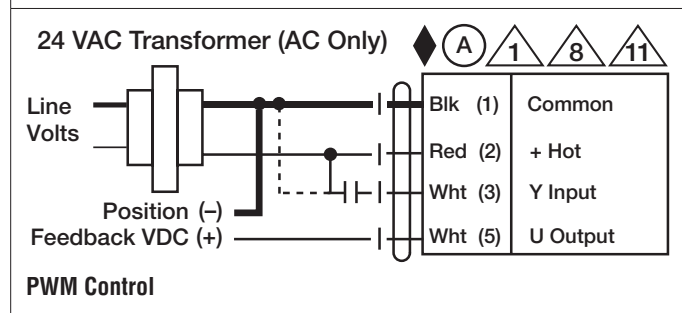 24 VAC Transformer (AC Only) A 1 8 11
Line
Volts
Blk (1) Common
Red (2) + Hot
Wht (3) Y Input
Position (–)
Feedback VDC (+)
Wht (5) U Output
PWM Control